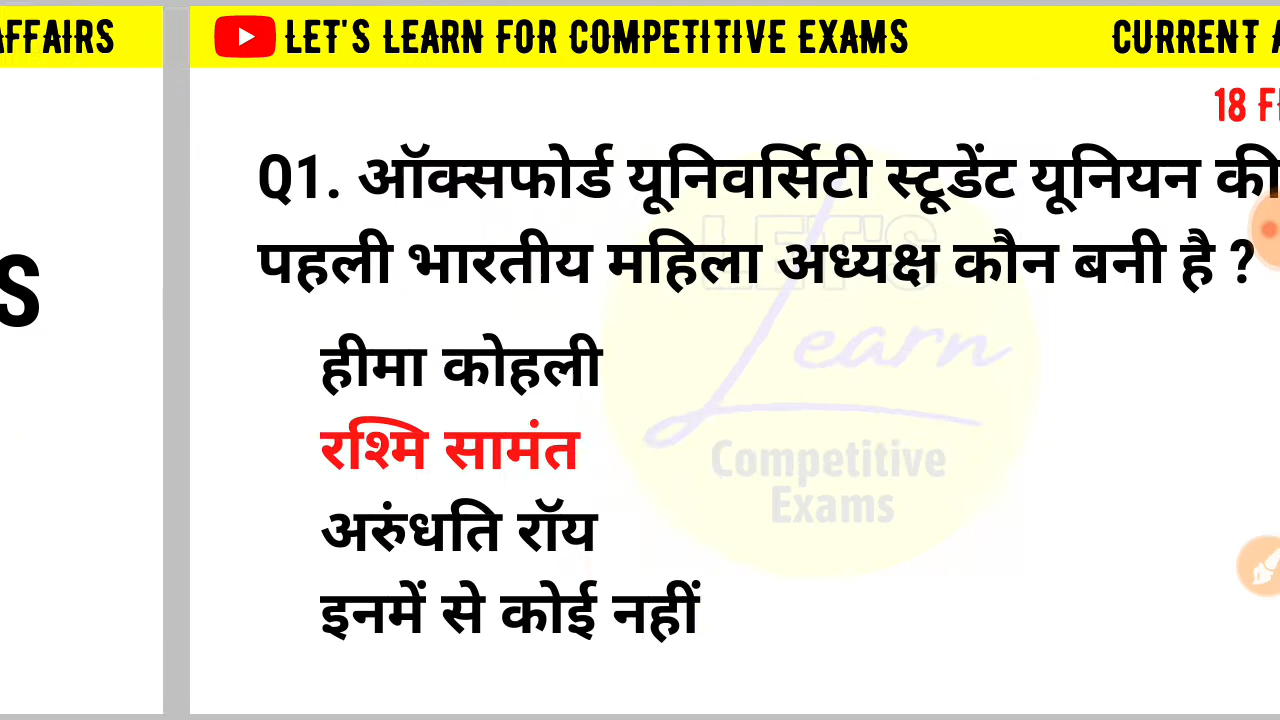 AFFAIRS
LET'S LEARN FOR COMPETITIVE EXAMS
CURRENT
18
Q1. ऑक्सफोर्ड यूनिवर्सिटी स्टूडेंट यूनियन की
पहली भारतीय महिला अध्यक्ष कौन बनी है ?
S
हीमा कोहली
रश्मि सामंत
अरुंधति रॉय
इनमें से कोई नहीं
LET'S
Learn
Competitive
Exams